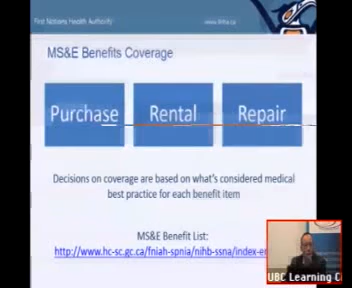 First Nations Health Authority
www.fnha.ca
MS&E Benefits Coverage
Purchase
Rental
Repair
Decisions on coverage are based on what's considered medical
best practice for each benefit item
MS&E Benefit List:
http://www.hc-sc.gc.ca/fniah-spnia/nihb-ssna/index-e
UBC Learning C